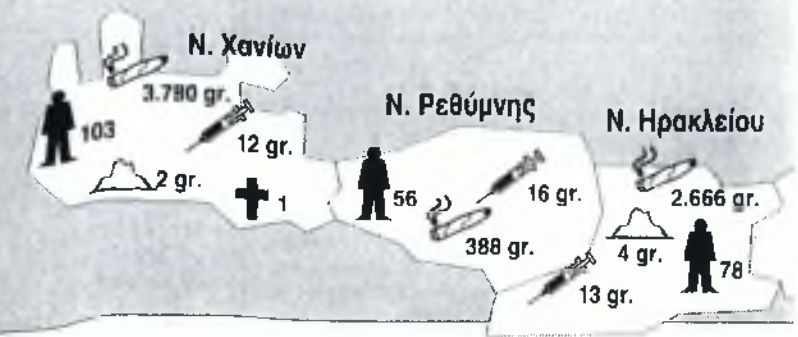 Ν. Χανίων
3.780 gr.
103
12 gr.
2 gr.
1
Ν. Ρεθύμνης
56
16 gr.
388 gr.
Ν. Ηρακλείου
2.666 gr.
4 gr.
78
13 gr.